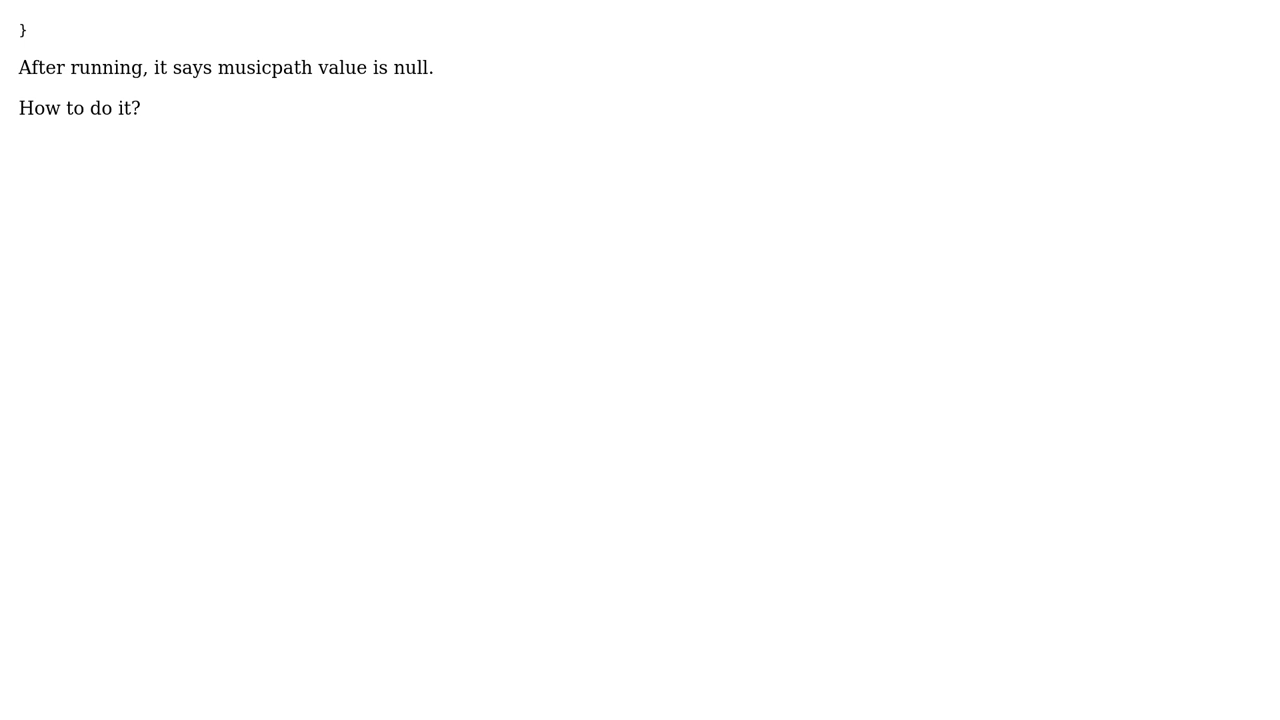 }
After running, it says musicpath value is null.
How to do it?